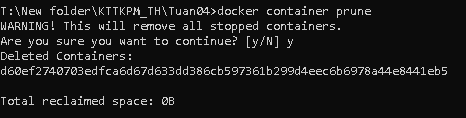 T:\New folder\KTTKPM_TH\Tuan04>docker container prune
WARNING! This will remove all stopped containers.
Are you sure you want to continue? [y/N] y
Deleted Containers:
d60ef2740703edfca6d67d633dd386cb597361b299d4eec6b6978a44e8441eb5
Total reclaimed space: 0B